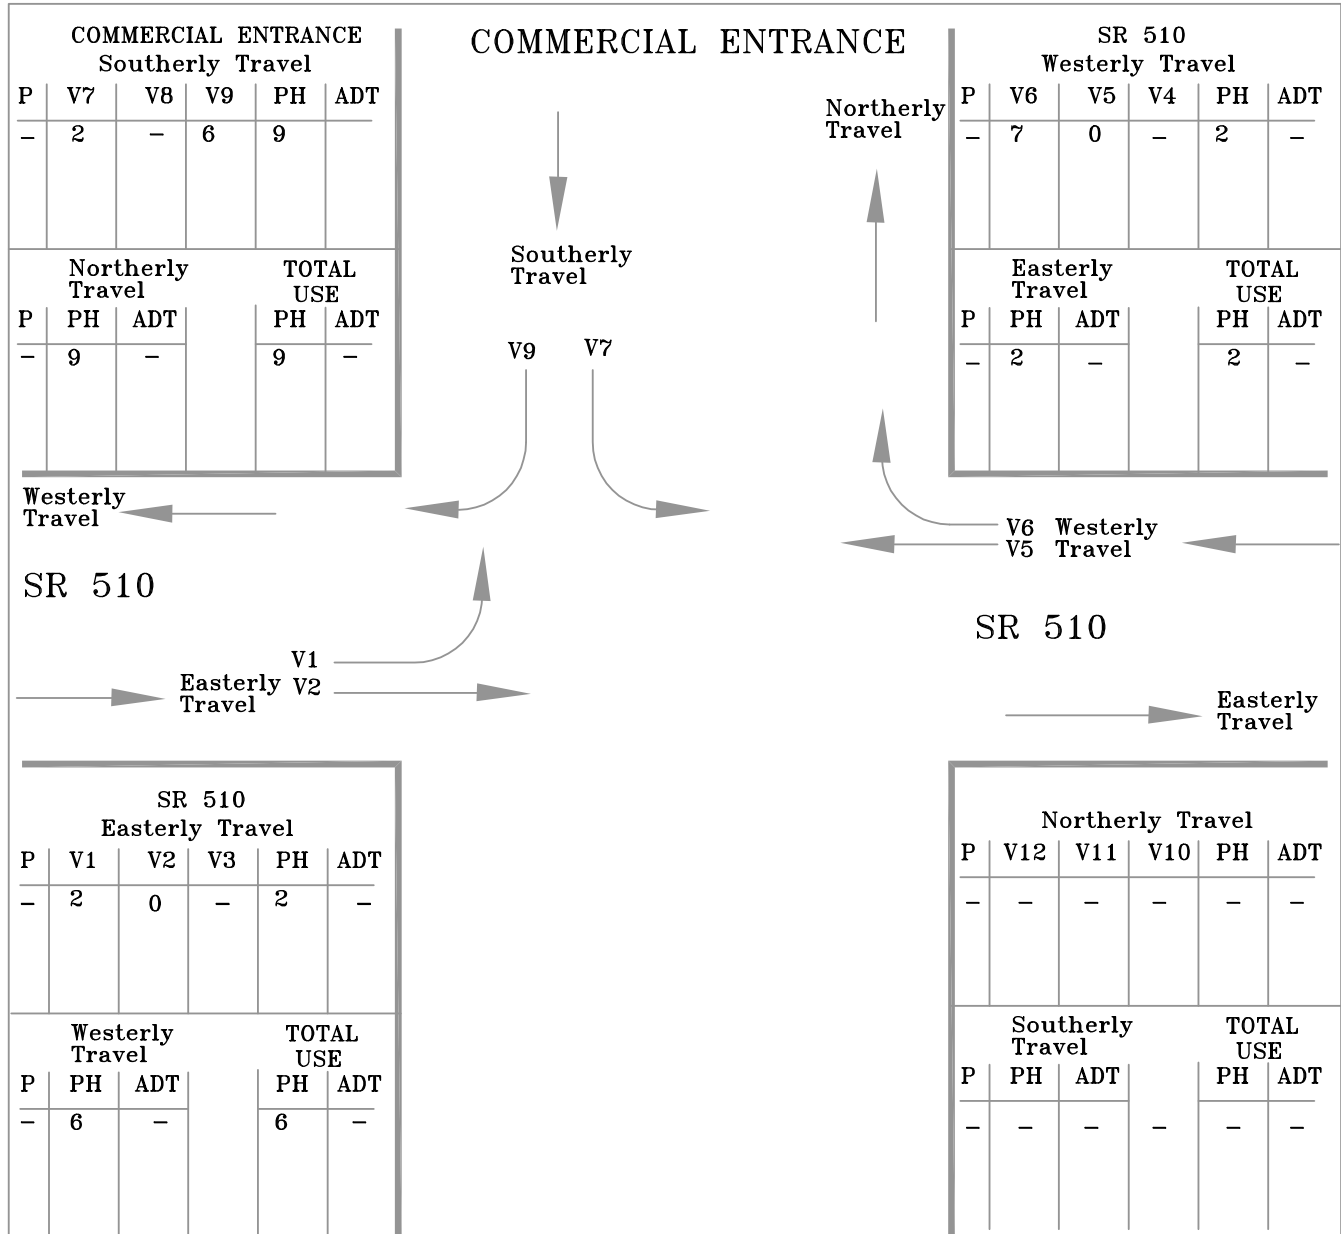 COMMERCIAL ENTRANCE
Southerly Travel
P V7 V8 V9 PH ADT
– 2 – 6 9
Northerly
Travel
TOTAL
USE
P PH ADT PH ADT
– 9 – 9 –
COMMERCIAL ENTRANCE
Northerly
Travel
Southerly
Travel
V9 V7
SR 510
Westerly Travel
P V6 V5 V4 PH ADT
– 7 0 – 2 –
Easterly
Travel
TOTAL
USE
P PH ADT PH ADT
– 2 – 2 –
Westerly
Travel
V6 Westerly
V5 Travel
SR 510
SR 510
V1
Easterly V2
Travel
Easterly
Travel
SR 510
Easterly Travel
P V1 V2 V3 PH ADT
– 2 0 – 2 –
Westerly
Travel
TOTAL
USE
P PH ADT PH ADT
– 6 – 6 –
Northerly Travel
P V12 V11 V10 PH ADT
– – – – – –
Southerly
Travel
TOTAL
USE
P PH ADT PH ADT
– – – – – –